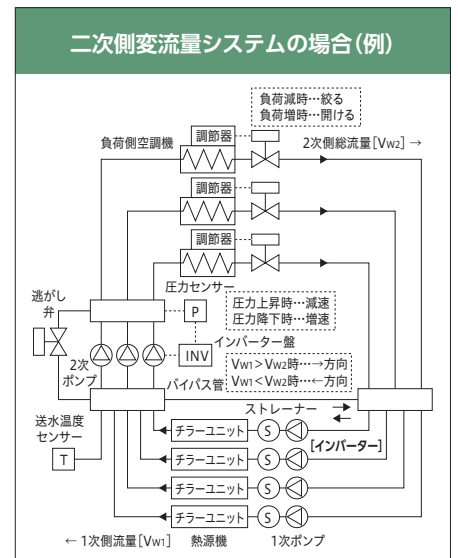 二次側変流量システムの場合(例)
負荷減時…絞る
負荷増時…開ける
負荷側空調機
調節器
2次側総流量[VW2] →
調節器
調節器
圧力センサー
逃がし
弁
P
圧力上昇時…減速
圧力降下時…増速
インバーター盤
INV
2次
ポンプ
VW1>VW2時…→方向
VW1<VW2時…←方向
バイパス管
ストレーナー
送水温度
センサー
T
チラーユニット
S
[インバーター]
チラーユニット
S
チラーユニット
S
チラーユニット
S
← 1次側流量[VW1]
熱源機
1次ポンプ